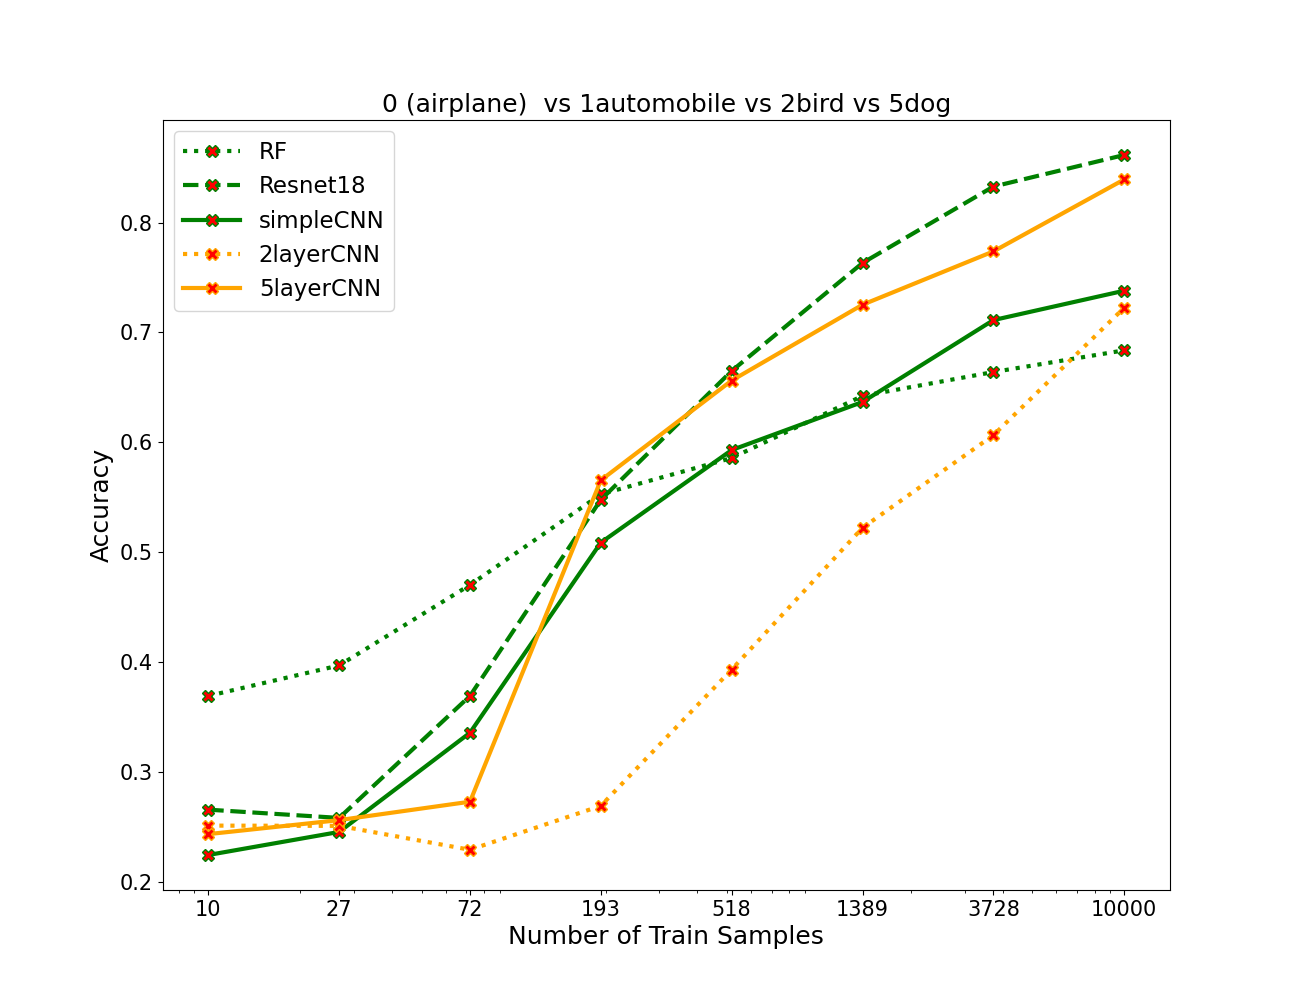 0 (airplane)  vs 1automobile vs 2bird vs 5dog
RF
Resnet18
simpleCNN
2layerCNN
5layerCNN
0.8
0.7
0.6
0.5
0.4
0.3
0.2
Accuracy
10 27 72 193 518 1389 3728 10000
Number of Train Samples